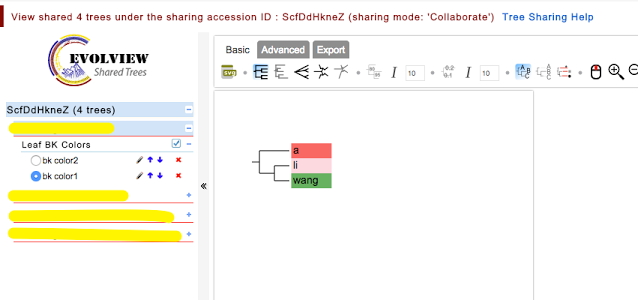 View shared 4 trees under the sharing accession ID : ScfDdHkneZ (sharing mode: 'Collaborate') Tree Sharing Help
EVOLVIEW
Shared Trees
Basic Advanced Export
SVG I 10 I 10
ScfDdHkneZ (4 trees)
Leaf BK Colors
bk color2
bk color1
a
li
wang